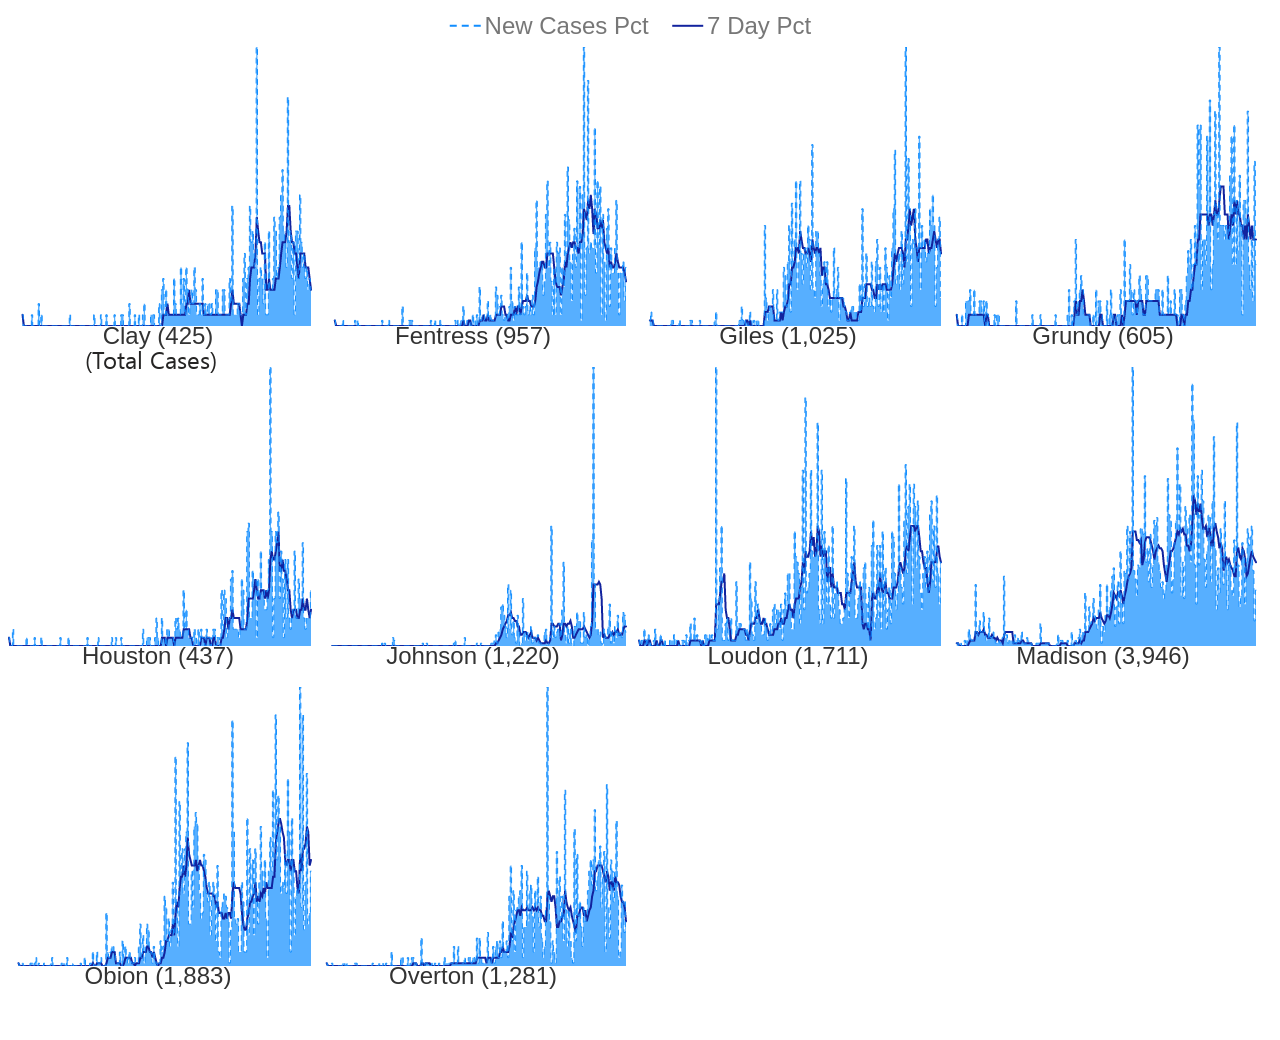 New Cases Pct 7 Day Pct
Clay (425) Fentress (957) Giles (1,025) Grundy (605)
(Total Cases)
Houston (437) Johnson (1,220) Loudon (1,711) Madison (3,946)
Obion (1,883) Overton (1,281)